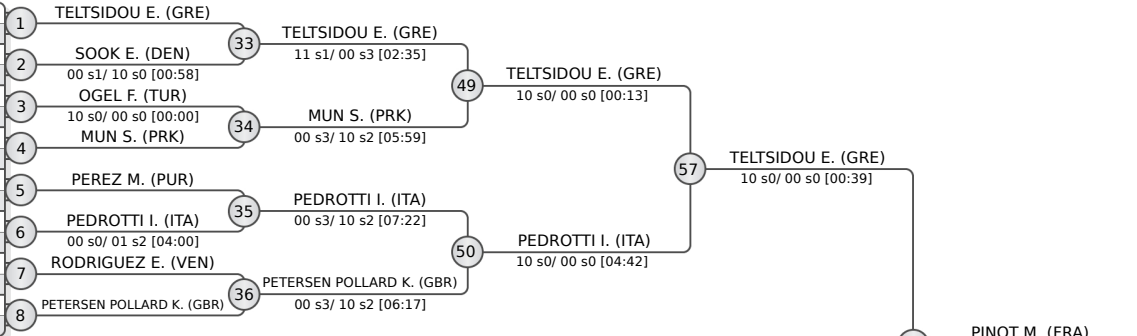 1
TELTSIDOU E. (GRE)
2
SOOK E. (DEN)
00 s1/ 10 s0 [00:58]
3
OGEL F. (TUR)
10 s0/ 00 s0 [00:00]
4
MUN S. (PRK)
5
PEREZ M. (PUR)
6
PEDROTTI I. (ITA)
00 s0/ 01 s2 [04:00]
7
RODRIGUEZ E. (VEN)
8
PETERSEN POLLARD K. (GBR)
33
TELTSIDOU E. (GRE)
11 s1/ 00 s3 [02:35]
34
MUN S. (PRK)
00 s3/ 10 s2 [05:59]
35
PEDROTTI I. (ITA)
00 s3/ 10 s2 [07:22]
36
PETERSEN POLLARD K. (GBR)
00 s3/ 10 s2 [06:17]
49
TELTSIDOU E. (GRE)
10 s0/ 00 s0 [00:13]
50
PEDROTTI I. (ITA)
10 s0/ 00 s0 [04:42]
57
TELTSIDOU E. (GRE)
10 s0/ 00 s0 [00:39]
PINOT M. (FRA)